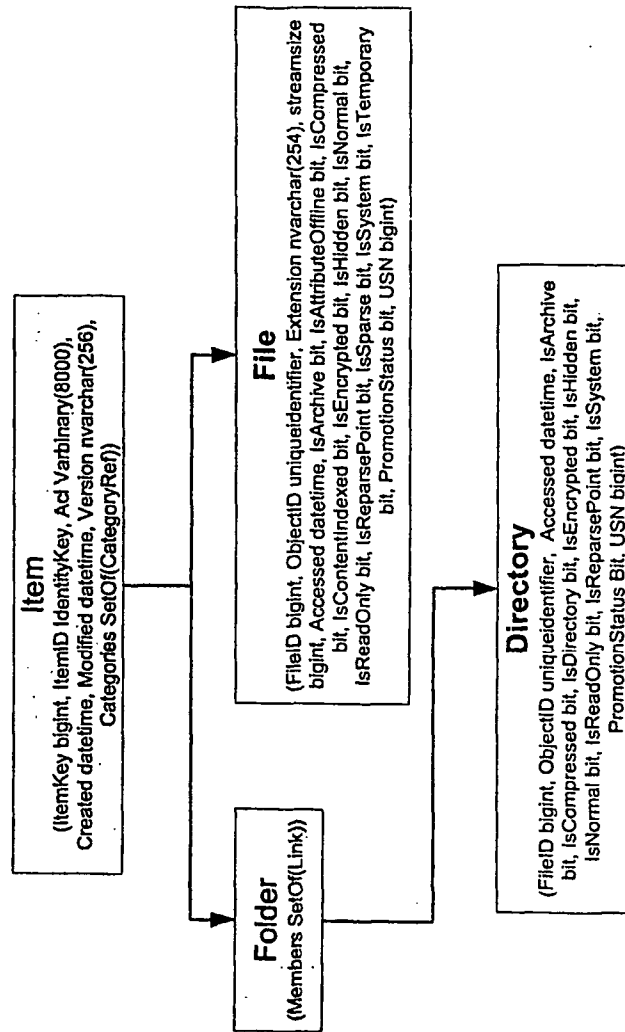 Item
(ItemKey bigint, ItemID IdentityKey, Acl Varbinary(8000),
Created datetime, Modified datetime, Version nvarchar(256),
Categories SetOf(CategoryRef))
Folder
(Members SetOf(Link))
File
(FileID bigint, ObjectID uniqueidentifier, Extension nvarchar(254), streamsize
bigint, Accessed datetime, IsArchive bit, IsAttributeOffline bit, IsCompressed
bit, IsContentIndexed bit, IsEncrypted bit, IsHidden bit, IsNormal bit,
IsReadOnly bit, IsReparsePoint bit, IsSparse bit, IsSystem bit, IsTemporary
bit, PromotionStatus bit, USN bigint)
Directory
(FileID bigint, ObjectID uniqueidentifier, Accessed datetime, IsArchive
bit, IsCompressed bit, IsDirectory bit, IsEncrypted bit, IsHidden bit,
IsNormal bit, IsReadOnly bit, IsReparsePoint bit, IsSystem bit,
PromotionStatus Bit, USN bigint)